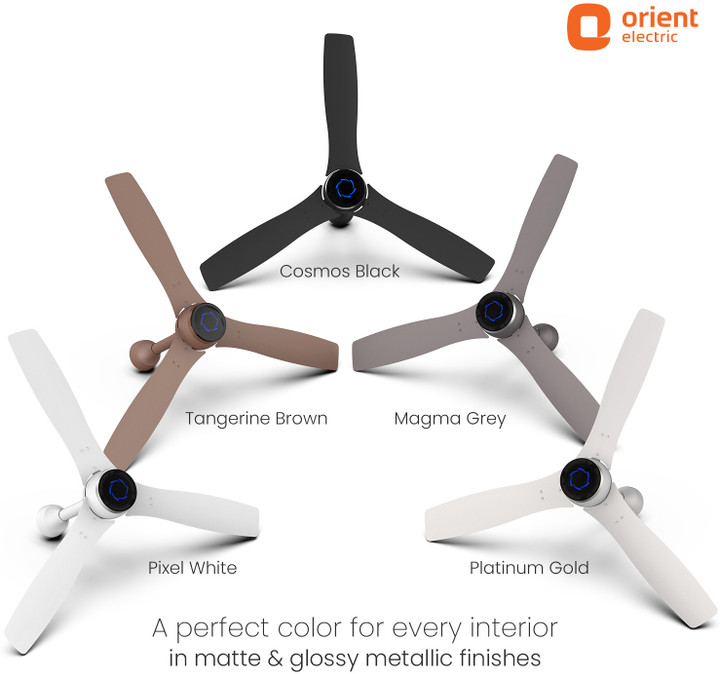 orient
electric
Cosmos Black
Tangerine Brown
Magma Grey
Pixel White
Platinum Gold
A perfect color for every interior
in matte & glossy metallic finishes